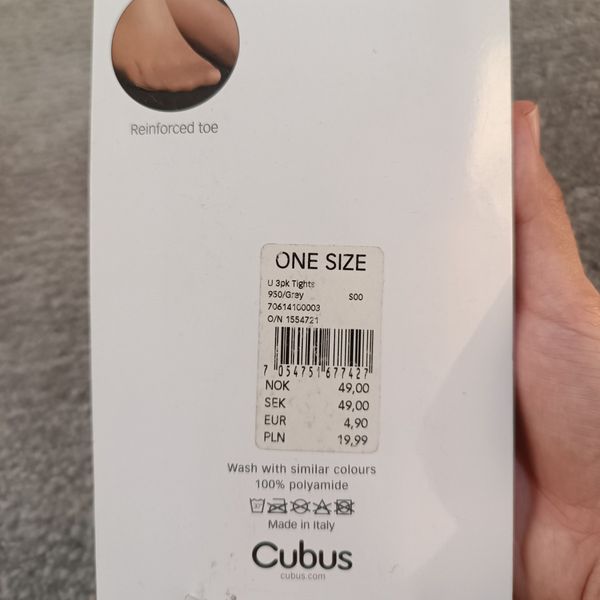 Reinforced toe
ONE SIZE
U 3pk Tights
950/Grey S00
70614100003
O/N 1554721
7 054751 677427
NOK 49,00
SEK 49,00
EUR 4,90
PLN 19,99
Wash with similar colours
100% polyamide
Made in Italy
Cubus
cubus.com